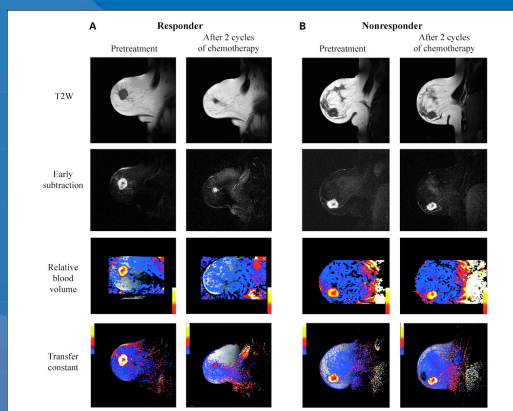 A
Responder
B
Nonresponder
Pretreatment
After 2 cycles
of chemotherapy
Pretreatment
After 2 cycles
of chemotherapy
T2W
Early
subtraction
Relative
blood
volume
Transfer
constant